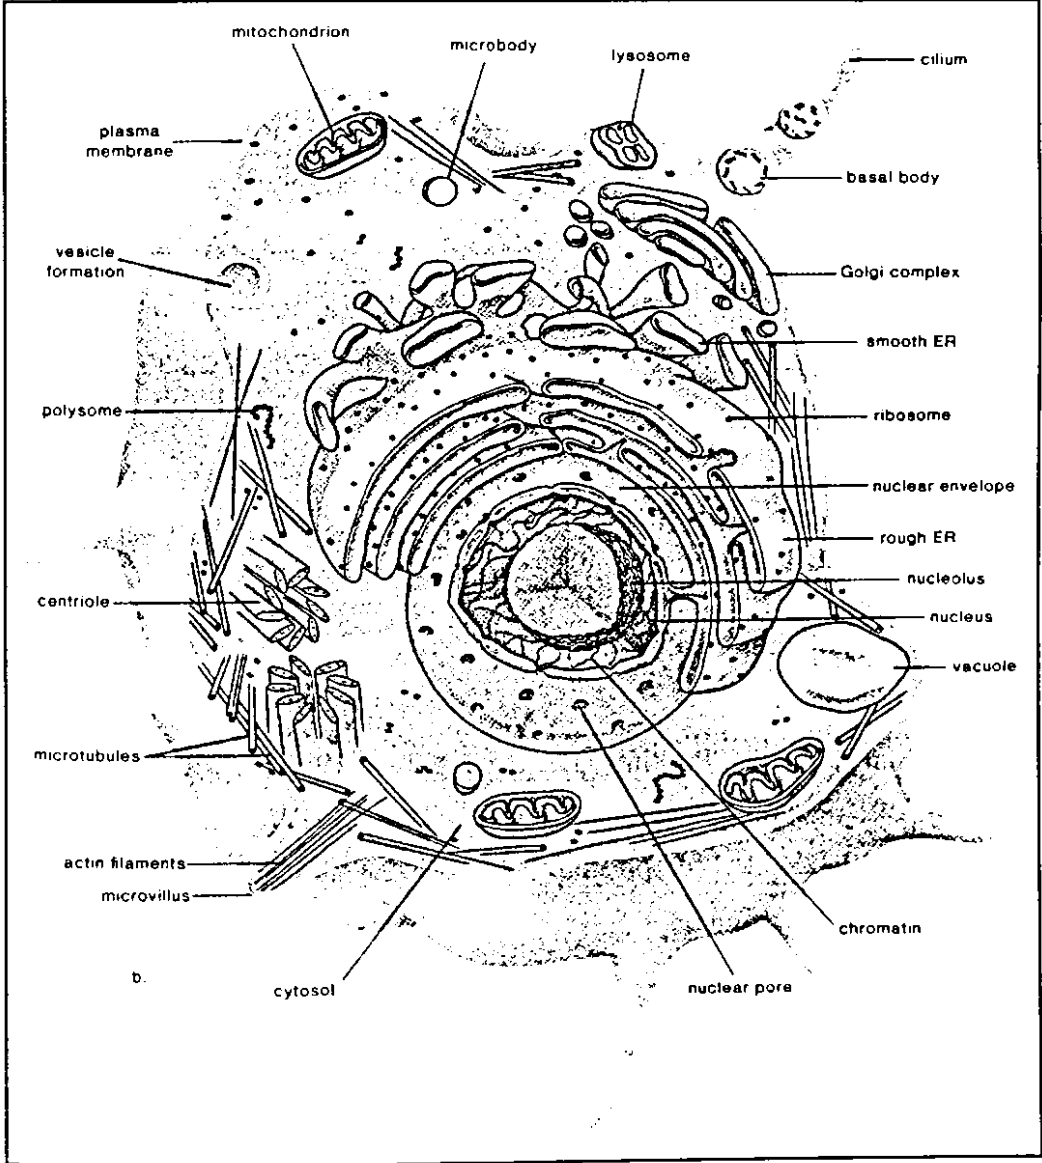 mitochondrion
microbody
lysosome
cilium
plasma
membrane
basal body
vesicle
formation
Golgi complex
smooth ER
polysome
ribosome
nuclear envelope
rough ER
nucleolus
centriole
nucleus
vacuole
microtubules
actin filaments
microvillus
chromatin
b.
cytosol
nuclear pore